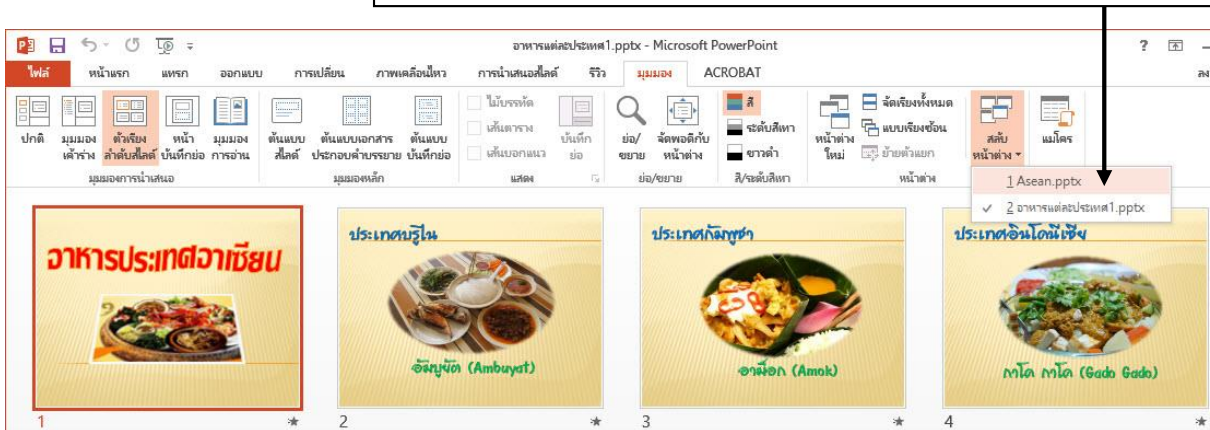 อาหารแต่ละประเทศ1.pptx - Microsoft PowerPoint
?
ไฟล์ หน้าแรก แทรก ออกแบบ การเปลี่ยน ภาพเคลื่อนไหว การนำเสนอสไลด์ รีวิว มุมมอง ACROBAT ลง
ปกติ
มุมมอง
เค้าร่าง
ตัวเรียง
ลำดับสไลด์
หน้า
บันทึกย่อ
มุมมอง
การอ่าน
มุมมองการนำเสนอ
ต้นแบบ
สไลด์
ต้นแบบเอกสาร
ประกอบคำบรรยาย
ต้นแบบ
บันทึกย่อ
มุมมองหลัก
ไม้บรรทัด
เส้นตาราง
เส้นบอกแนว
บันทึก
ย่อ
แสดง
ย่อ/
ขยาย
จัดพอดีกับ
หน้าต่าง
ย่อ/ขยาย
สี
ระดับสีเทา
ขาวดำ
สี/ระดับสีเทา
หน้าต่าง
ใหม่
จัดเรียงทั้งหมด
แบบเรียงซ้อน
ย้ายตัวแยก
สลับ
หน้าต่าง
หน้าต่าง
แมโคร
1 Asean.pptx
2 อาหารแต่ละประเทศ1.pptx
อาหารประเทศอาเซียน
1
ประเทศบรูไน
อัมบูยัต (Ambuyat)
2
ประเทศกัมพูชา
อาม็อก (Amok)
3
ประเทศอินโดนีเซีย
กาโด กาโด (Gado Gado)
4